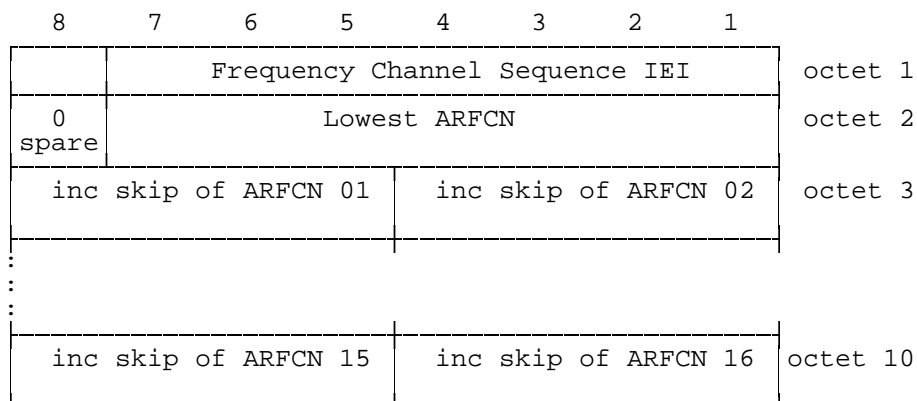 8 7 6 5 4 3 2 1
Frequency Channel Sequence IEI octet 1
0 Lowest ARFCN octet 2
spare
inc skip of ARFCN 01 inc skip of ARFCN 02 octet 3
:
:
:
inc skip of ARFCN 15 inc skip of ARFCN 16 octet 10